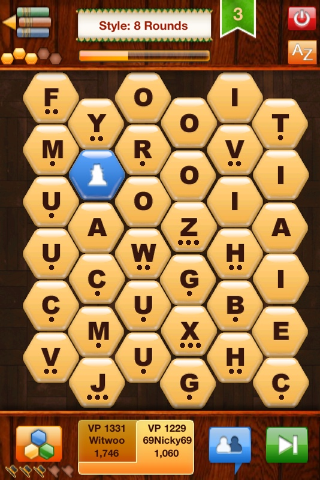 Style: 8 Rounds
3
AZ
F O I
Y O T
M R V
O I
U O I
A Z A
U W H
C G I
C U B
M X E
V U H
J G C
VP 1331 VP 1229
Witwoo 69Nicky69
1,746 1,060